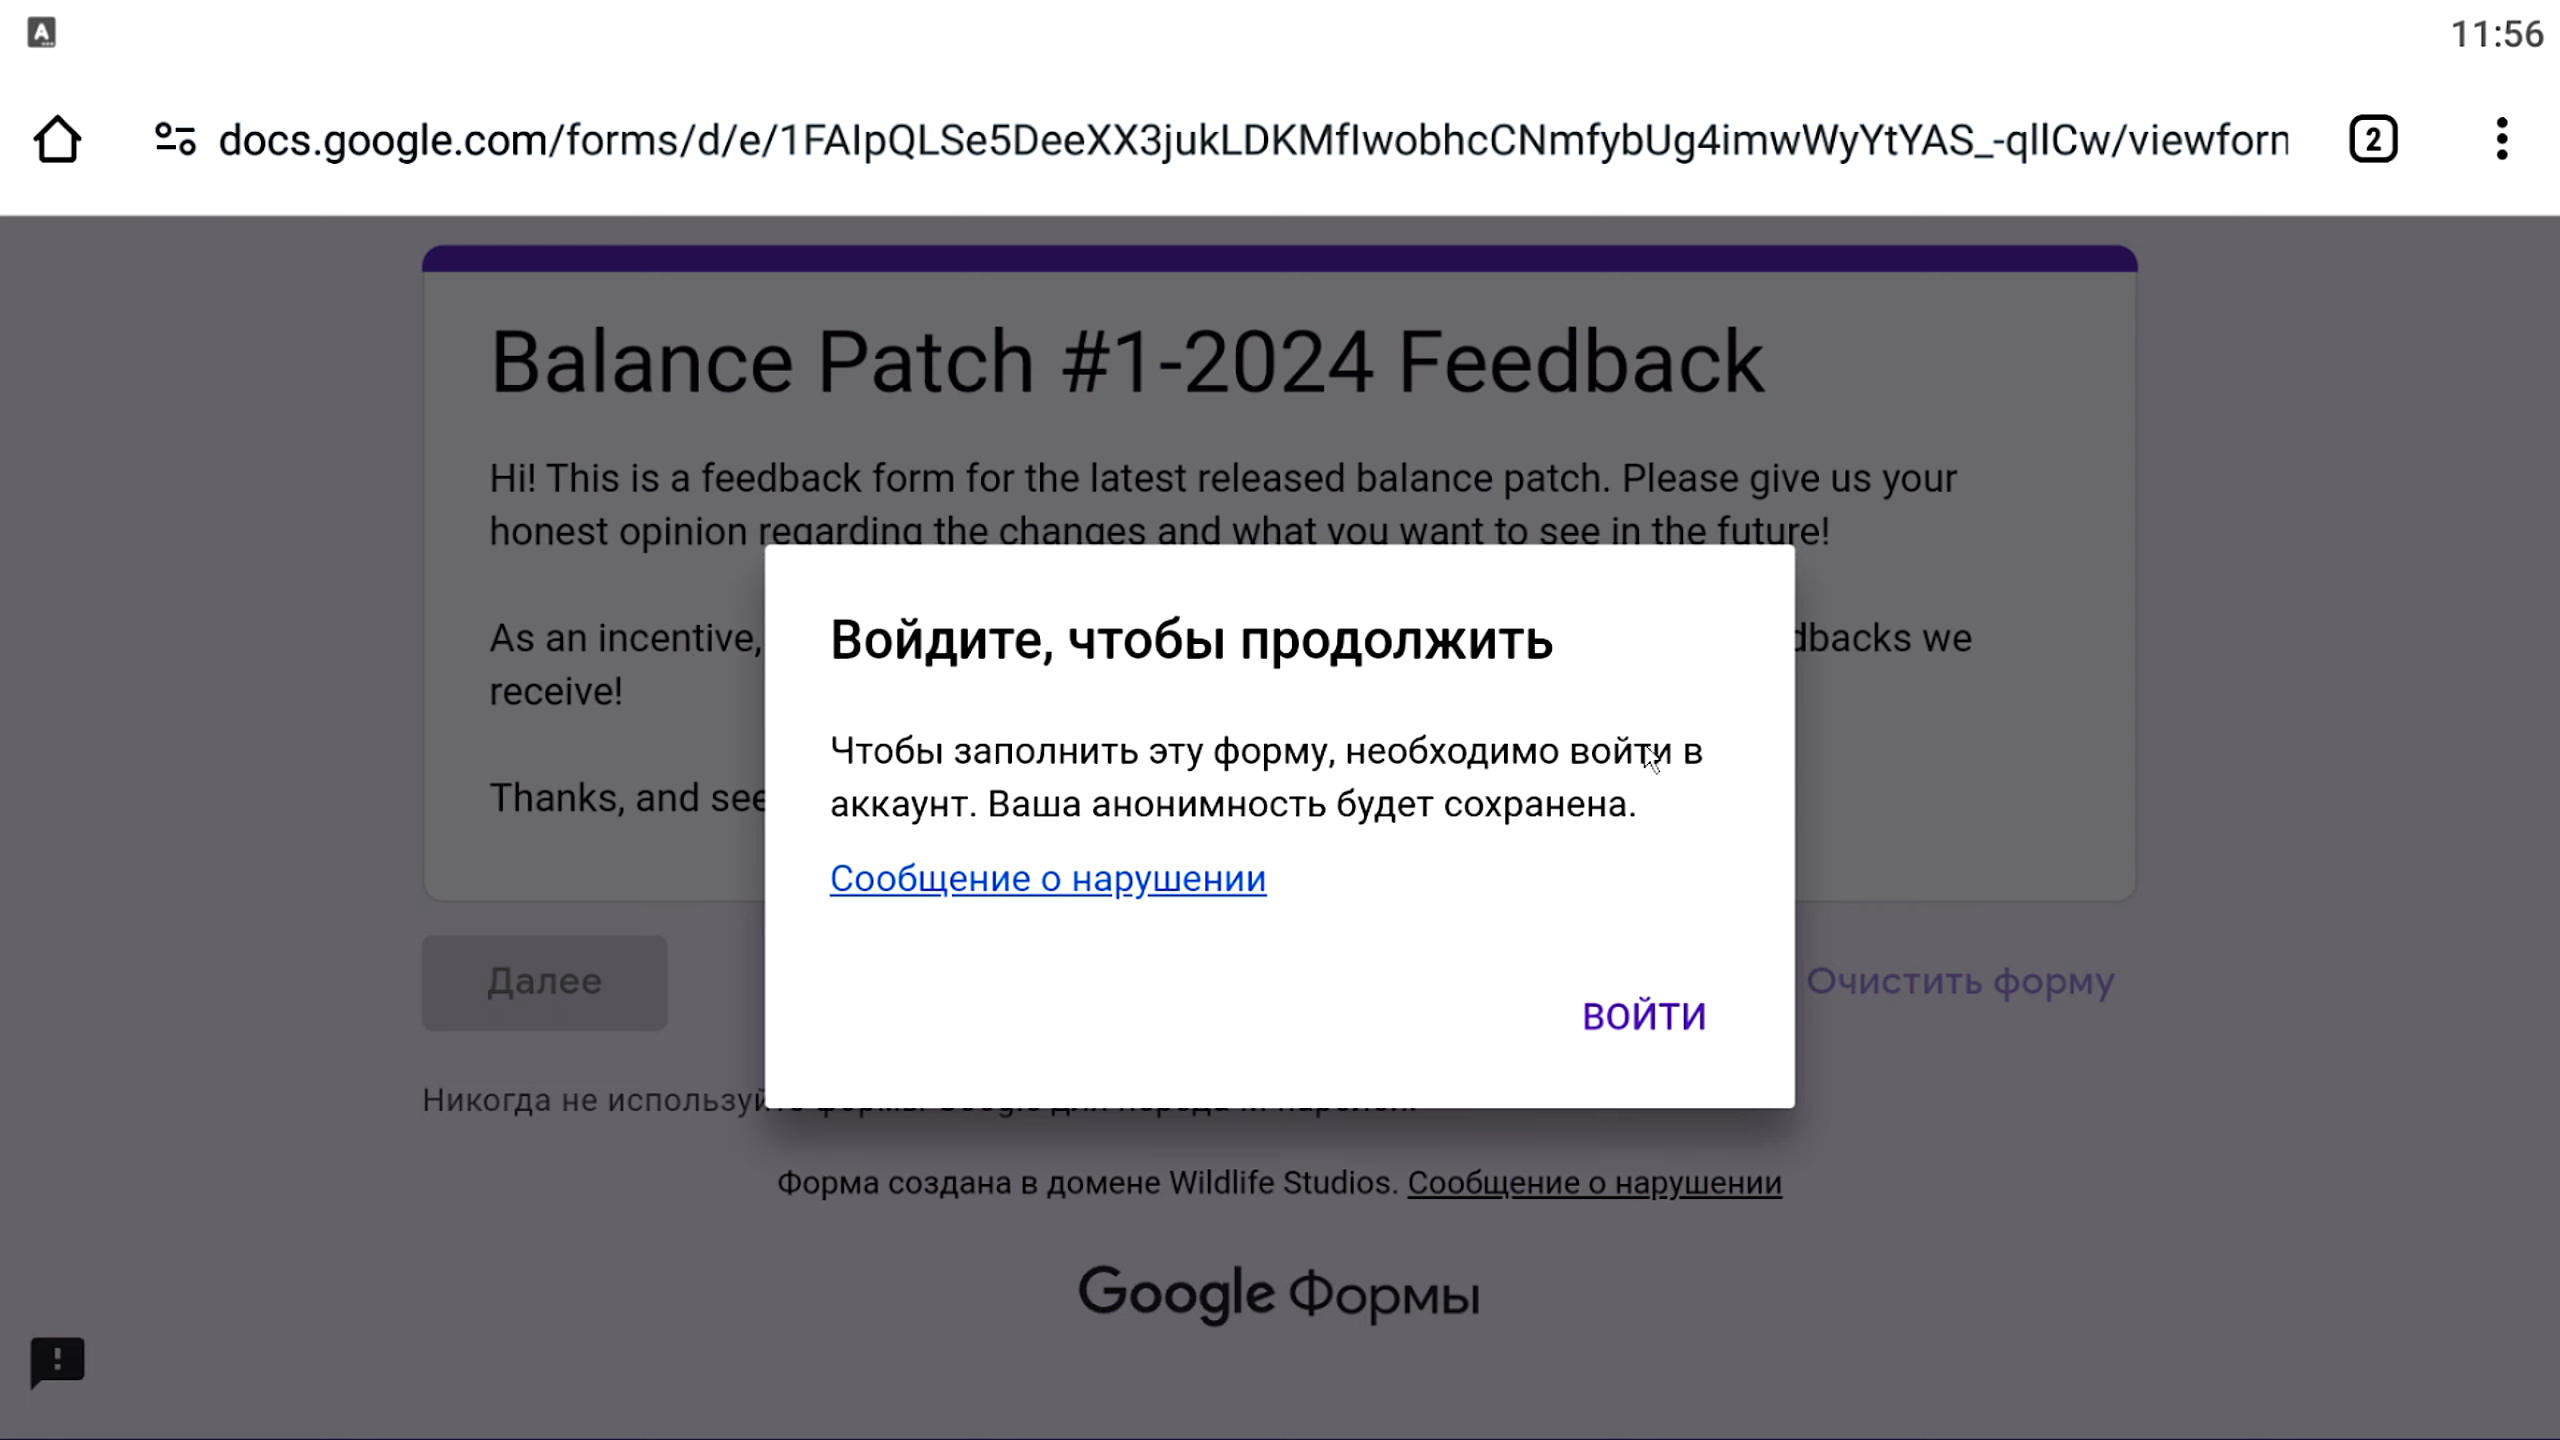 A
11:56
docs.google.com/forms/d/e/1FAIpQLSe5DeeXX3jukLDKMfIwobhcCNmfybUg4imwWyYtYAS_-qllCw/viewform
2
Balance Patch #1-2024 Feedback
Hi! This is a feedback form for the latest released balance patch. Please give us your
honest opinion regarding the changes and what you want to see in the future!
As an incentive, dbacks we
receive!
Thanks, and see
Войдите, чтобы продолжить
Чтобы заполнить эту форму, необходимо войти в
аккаунт. Ваша анонимность будет сохранена.
Сообщение о нарушении
ВОЙТИ
Далее
Очистить форму
Никогда не используй
Форма создана в домене Wildlife Studios. Сообщение о нарушении
Google Формы